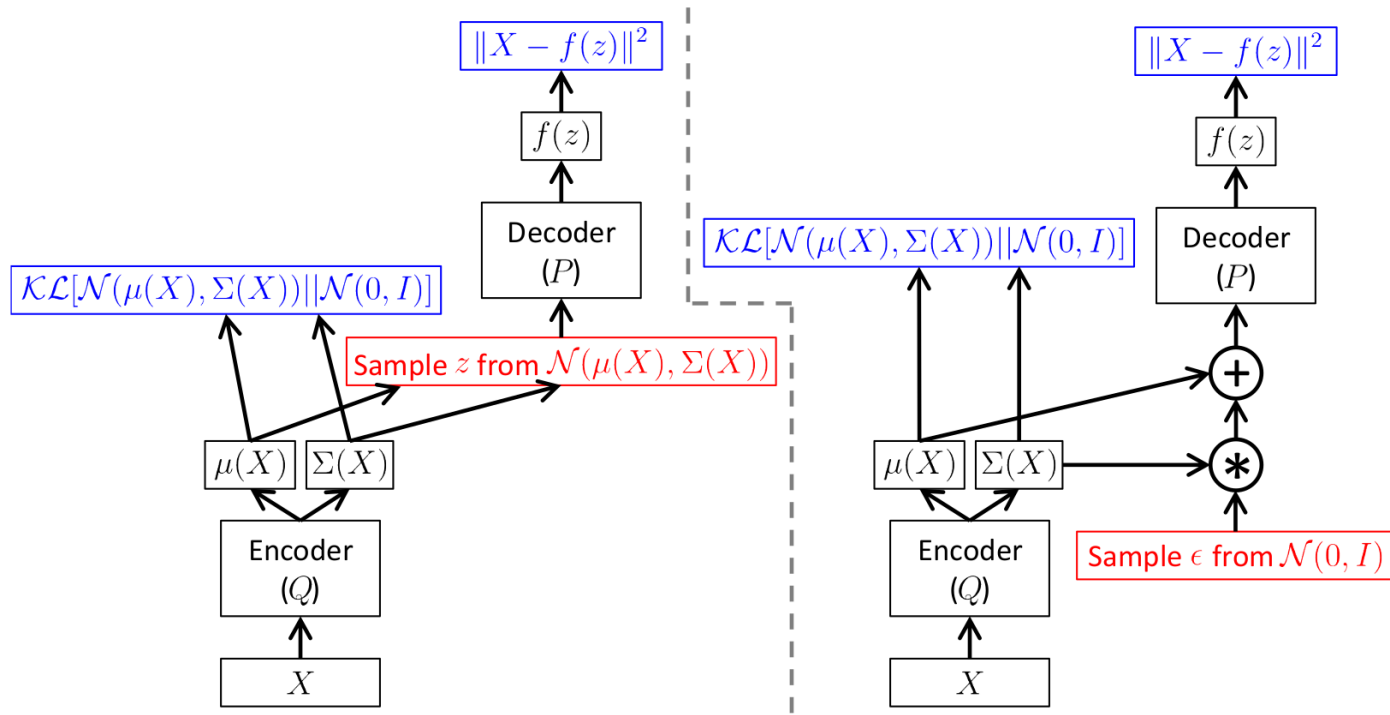 ‖X − f(z)‖²
f(z)
Decoder
(P)
𝒦ℒ[𝒩(μ(X), Σ(X))||𝒩(0, I)]
Sample z from 𝒩(μ(X), Σ(X))
μ(X)
Σ(X)
Encoder
(Q)
X
‖X − f(z)‖²
f(z)
Decoder
(P)
𝒦ℒ[𝒩(μ(X), Σ(X))||𝒩(0, I)]
+
μ(X)
Σ(X)
*
Sample ϵ from 𝒩(0, I)
Encoder
(Q)
X